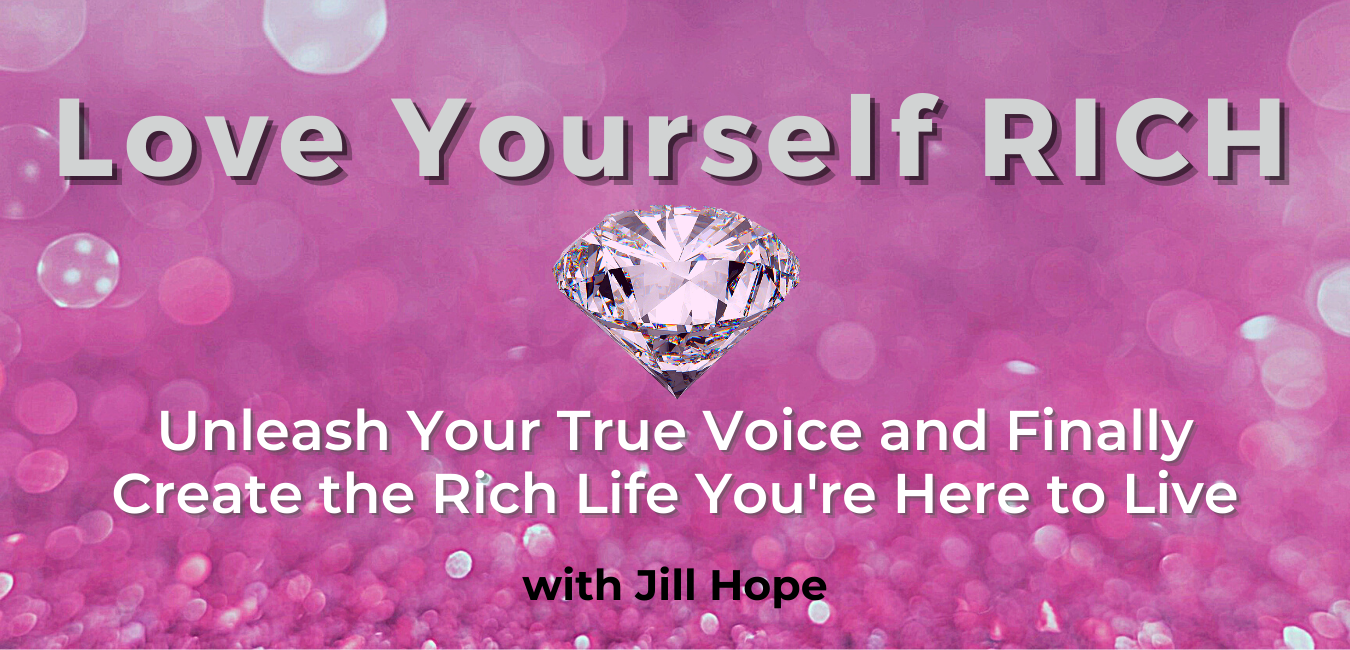 Love Yourself RICH
Unleash Your True Voice and Finally
Create the Rich Life You're Here to Live
with Jill Hope